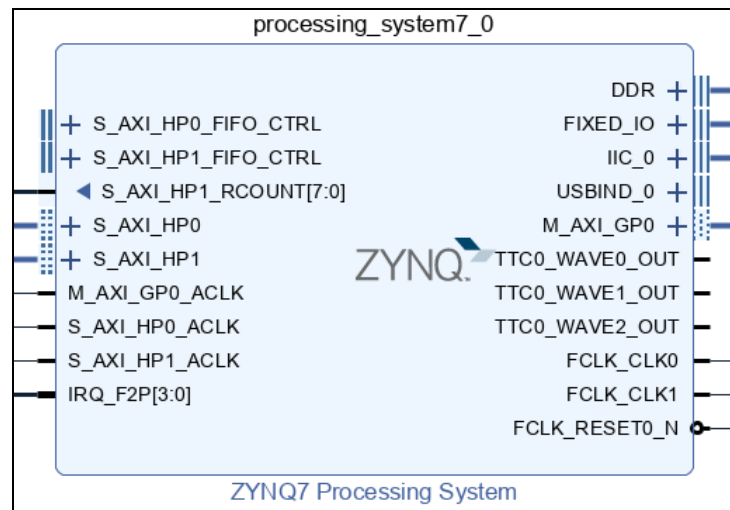 processing_system7_0
S_AXI_HP0_FIFO_CTRL
S_AXI_HP1_FIFO_CTRL
S_AXI_HP1_RCOUNT[7:0]
S_AXI_HP0
S_AXI_HP1
M_AXI_GP0_ACLK
S_AXI_HP0_ACLK
S_AXI_HP1_ACLK
IRQ_F2P[3:0]
ZYNQ
DDR
FIXED_IO
IIC_0
USBIND_0
M_AXI_GP0
TTC0_WAVE0_OUT
TTC0_WAVE1_OUT
TTC0_WAVE2_OUT
FCLK_CLK0
FCLK_CLK1
FCLK_RESET0_N
ZYNQ7 Processing System